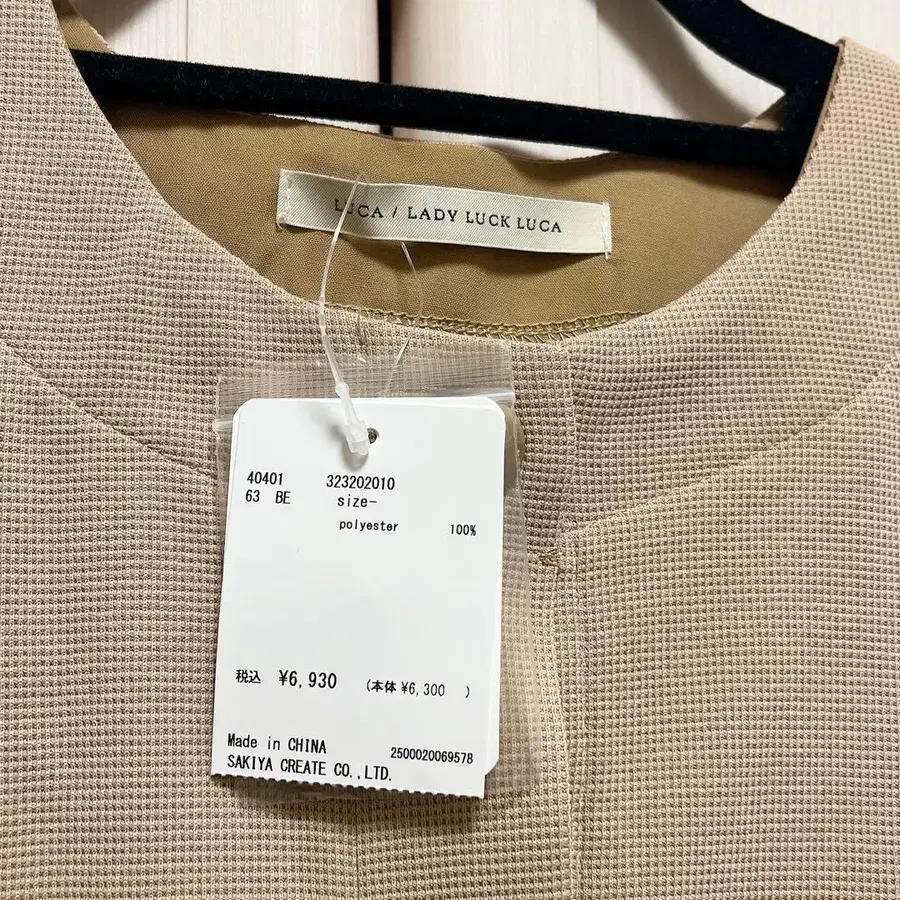 LUCA / LADY LUCK LUCA
40401 323202010
63 BE size-
polyester 100%
税込 ¥6,930 (本体 ¥6,300 )
Made in CHINA 2500020069578
SAKIYA CREATE CO.,LTD.